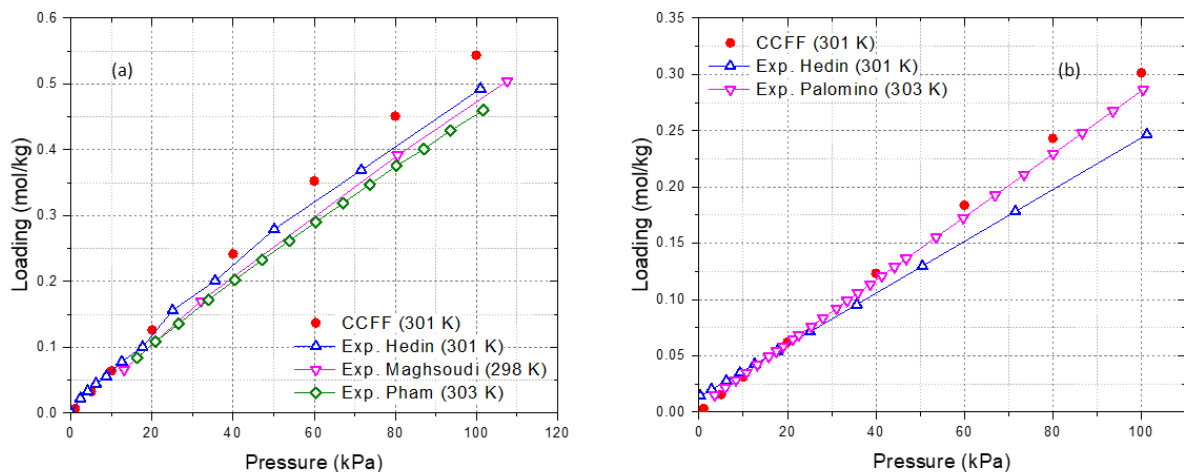 0.6
(a)
0.5
0.4
0.3
0.2
0.1
0.0
Loading (mol/kg)
CCFF (301 K)
Exp. Hedin (301 K)
Exp. Maghsoudi (298 K)
Exp. Pham (303 K)
0 20 40 60 80 100 120
Pressure (kPa)
0.35
0.30
0.25
0.20
0.15
0.10
0.05
0.00
Loading (mol/kg)
CCFF (301 K)
Exp. Hedin (301 K)
(b)
Exp. Palomino (303 K)
0 20 40 60 80 100
Pressure (kPa)